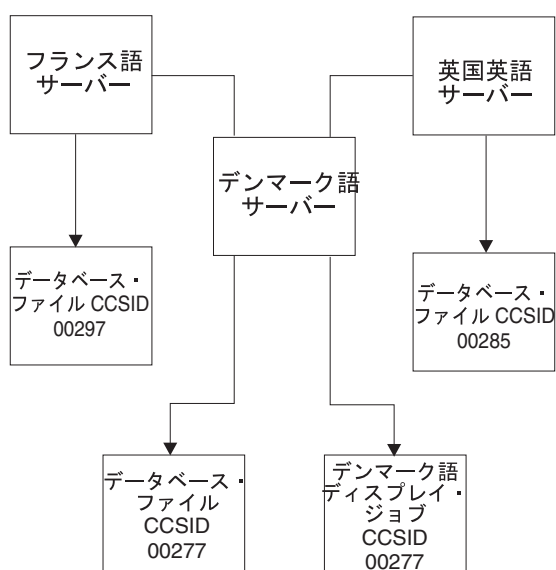 フランス語
サーバー
英国英語
サーバー
デンマーク語
サーバー
データベース・
ファイル CCSID
00297
データベース・
ファイル CCSID
00285
データベース・
ファイル
CCSID
00277
デンマーク語
ディスプレイ・
ジョブ
CCSID
00277